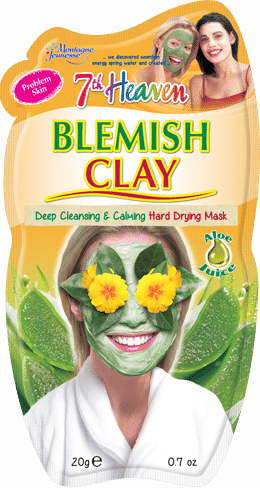 Montagne
Jeunesse
... we discovered
energy spring water and created
Problem
Skin
7th Heaven
BLEMISH
CLAY
Deep Cleansing & Calming Hard Drying Mask
Aloe
Juice
20g e
0.7 oz